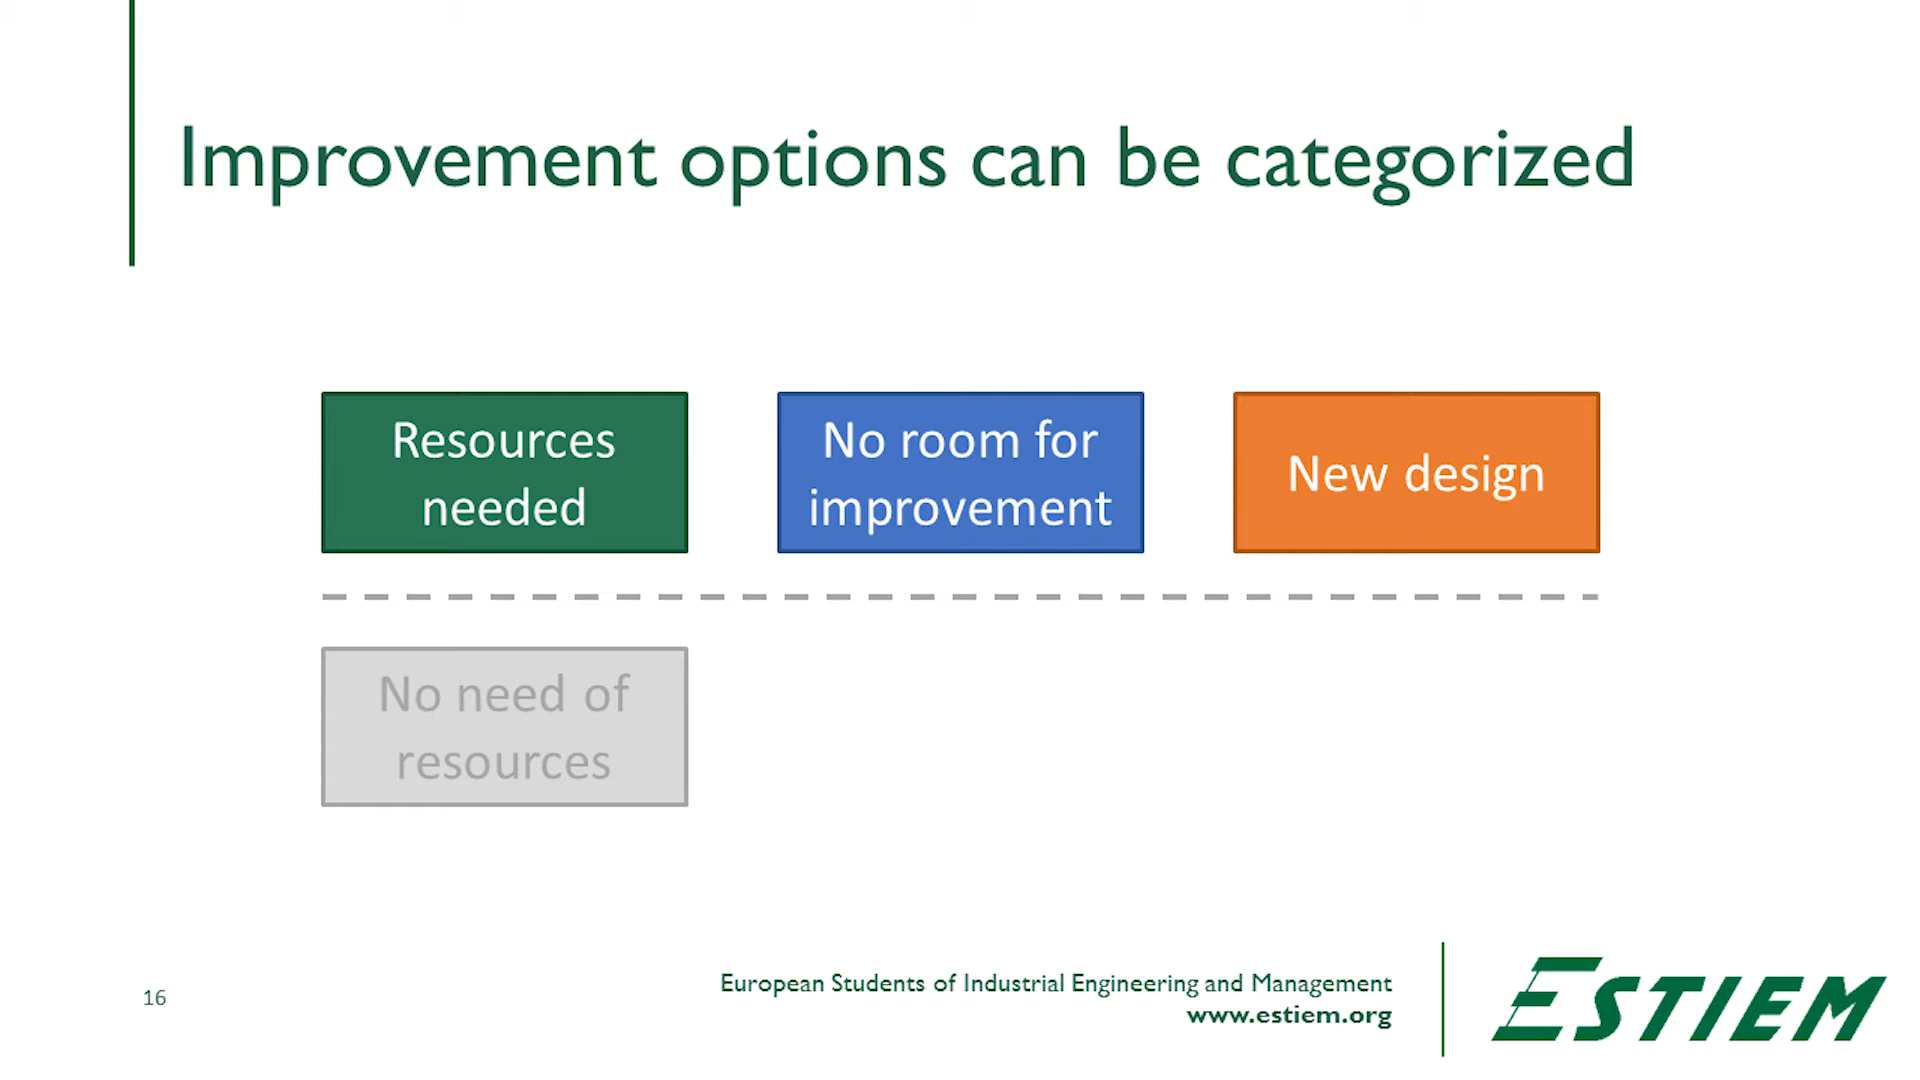 Improvement options can be categorized
Resources
needed
No room for
improvement
New design
No need of
resources
16
European Students of Industrial Engineering and Management
www.estiem.org
ESTIEM